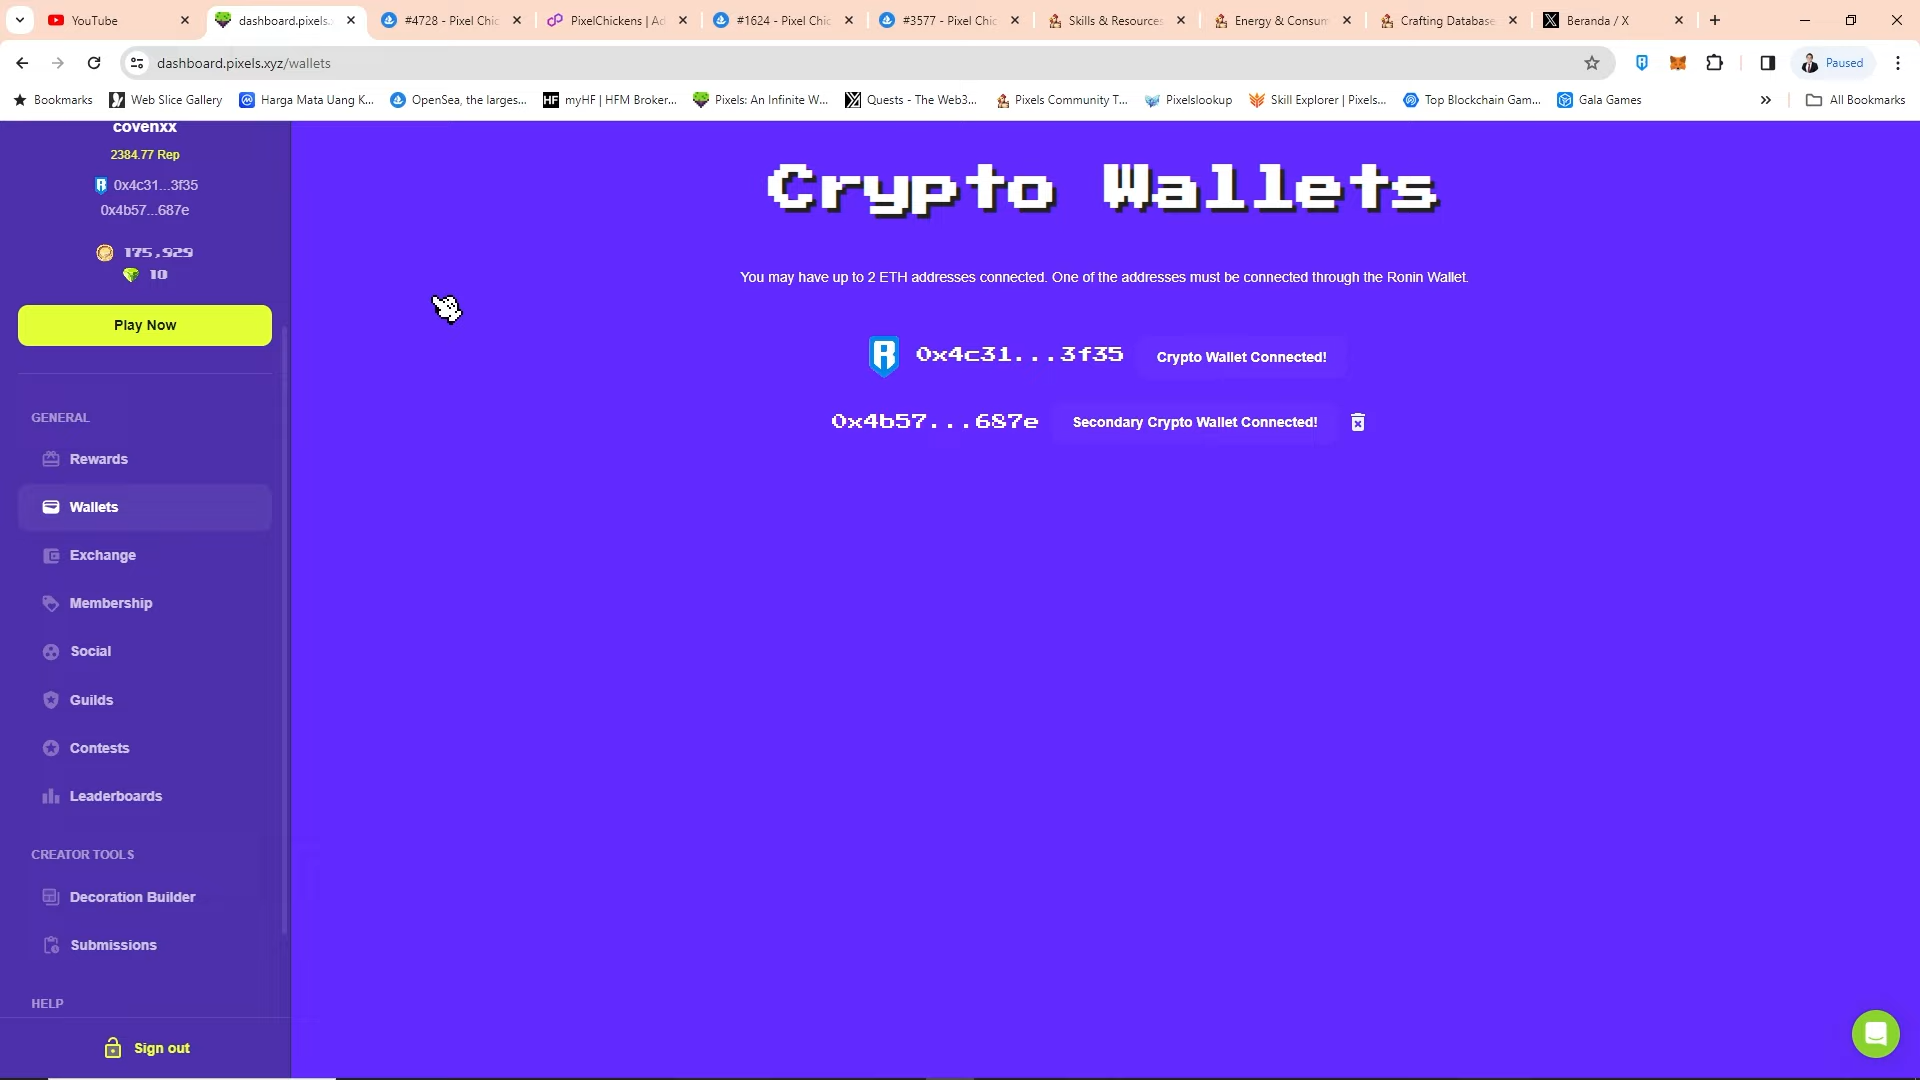 YouTube
dashboard.pixels.
#4728 - Pixel Chic
PixelChickens | Ad
#1624 - Pixel Chic
#3577 - Pixel Chic
Skills & Resources
Energy & Consum
Crafting Database
Beranda / X
dashboard.pixels.xyz/wallets
Paused
Bookmarks
Web Slice Gallery
Harga Mata Uang K...
OpenSea, the larges...
myHF | HFM Broker...
Pixels: An Infinite W...
Quests - The Web3...
Pixels Community T...
Pixelslookup
Skill Explorer | Pixels...
Top Blockchain Gam...
Gala Games
All Bookmarks
covenxx
2384.77 Rep
0x4c31...3f35
0x4b57...687e
175,929
10
Play Now
GENERAL
Rewards
Wallets
Exchange
Membership
Social
Guilds
Contests
Leaderboards
CREATOR TOOLS
Decoration Builder
Submissions
HELP
Sign out
Crypto Wallets
You may have up to 2 ETH addresses connected. One of the addresses must be connected through the Ronin Wallet.
0x4c31...3f35 Crypto Wallet Connected!
0x4b57...687e Secondary Crypto Wallet Connected!